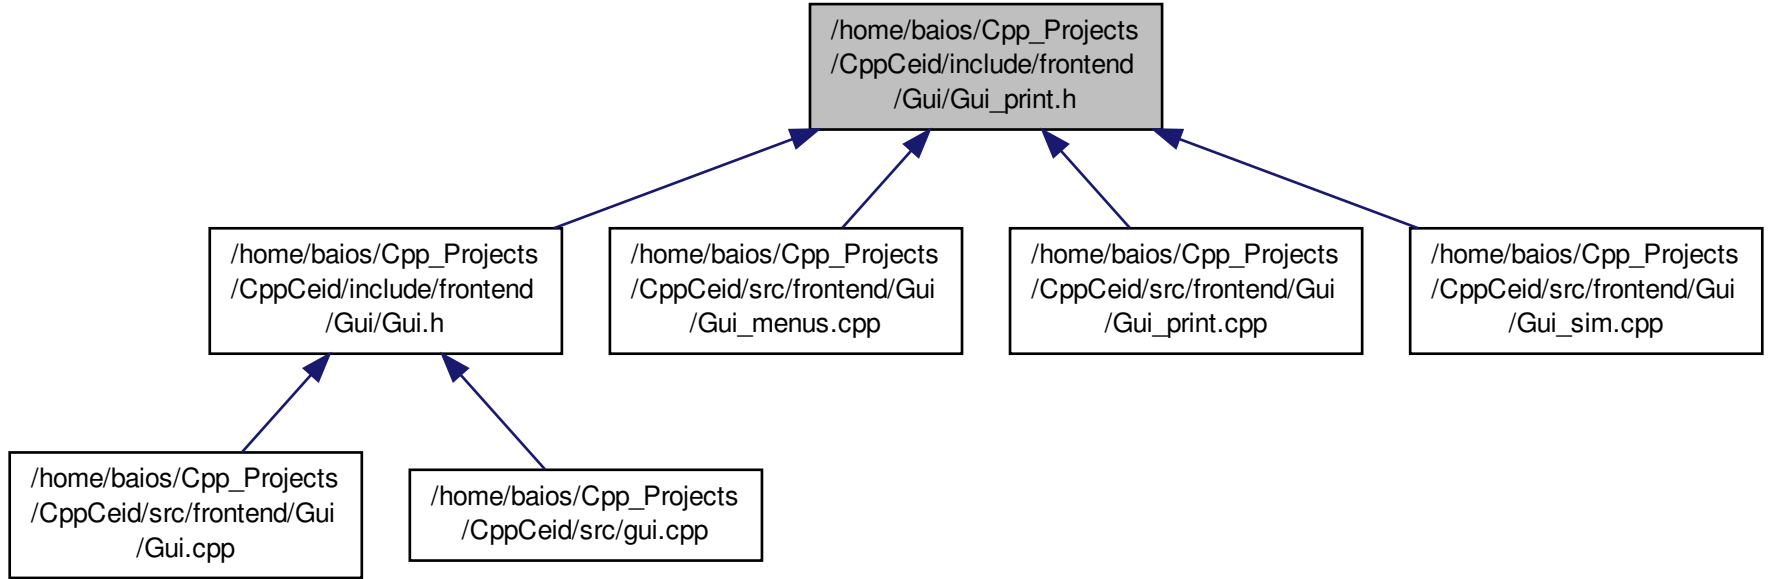 /home/baios/Cpp_Projects
/CppCeid/include/frontend
/Gui/Gui_print.h
/home/baios/Cpp_Projects
/CppCeid/include/frontend
/Gui/Gui.h
/home/baios/Cpp_Projects
/CppCeid/src/frontend/Gui
/Gui_menus.cpp
/home/baios/Cpp_Projects
/CppCeid/src/frontend/Gui
/Gui_print.cpp
/home/baios/Cpp_Projects
/CppCeid/src/frontend/Gui
/Gui_sim.cpp
/home/baios/Cpp_Projects
/CppCeid/src/frontend/Gui
/Gui.cpp
/home/baios/Cpp_Projects
/CppCeid/src/gui.cpp